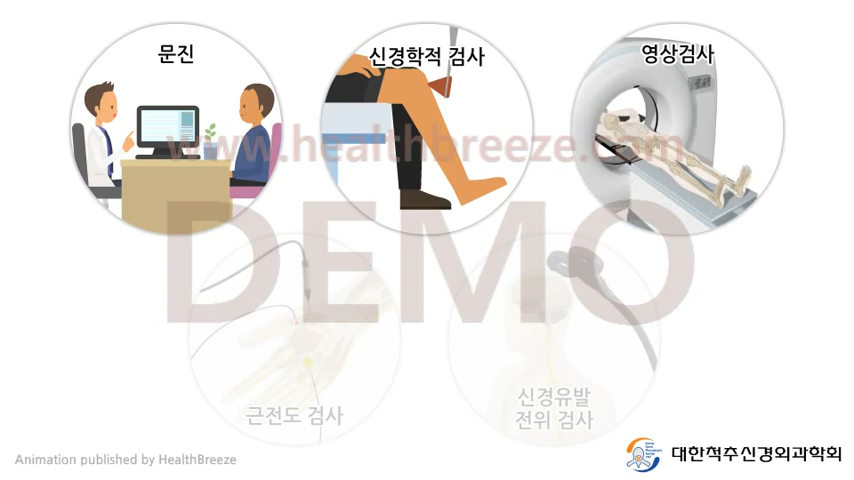 문진
신경학적 검사
영상검사
www.healthbreeze.com
DEMO
근전도 검사
신경유발
전위 검사
Animation published by HealthBreeze
대한척추신경외과학회